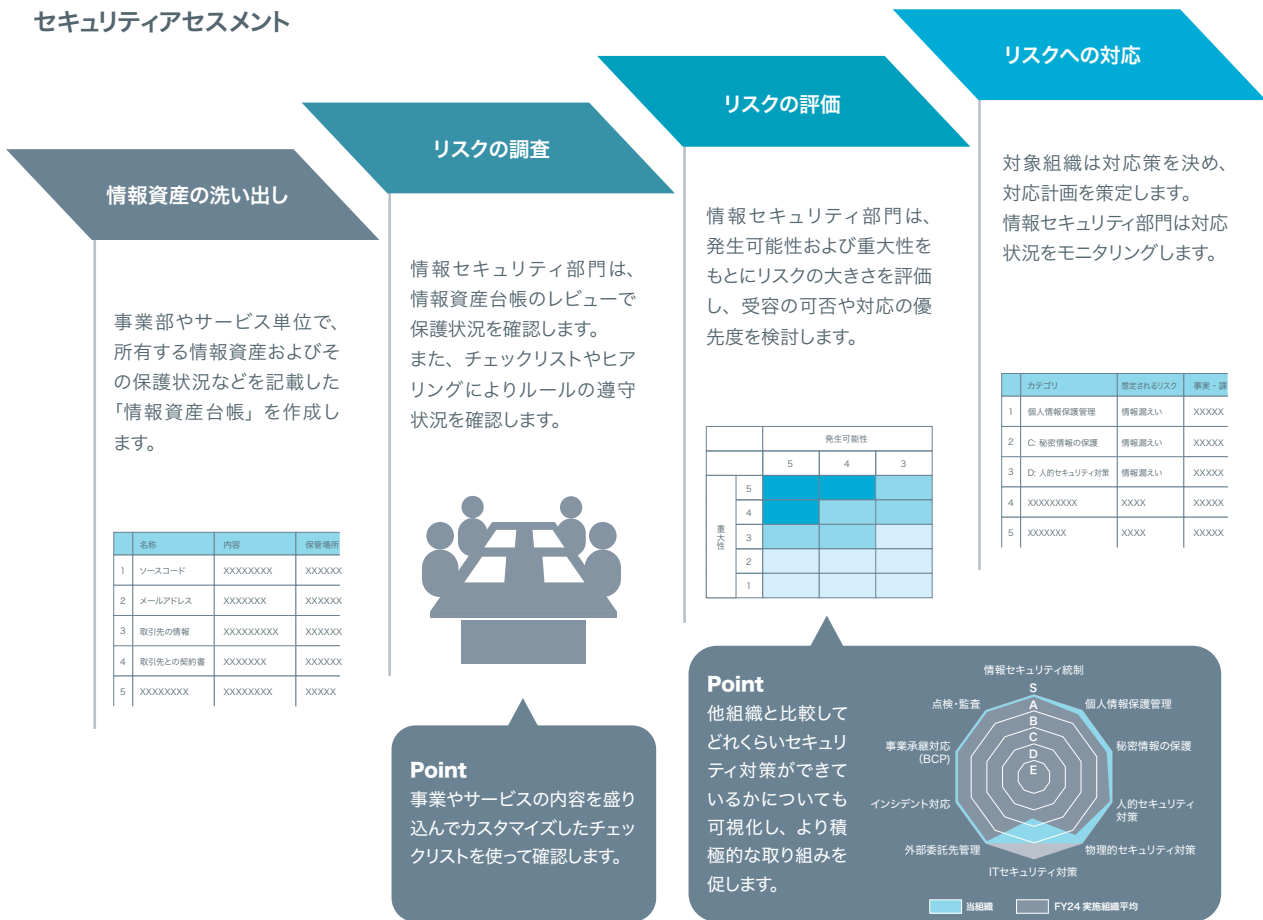 セキュリティアセスメント
情報資産の洗い出し
事業部やサービス単位で、
所有する情報資産およびそ
の保護状況などを記載した
「情報資産台帳」を作成し
ます。
名称 内容 保管場所
1 ソースコード XXXXXXXX XXXXXX
2 メールアドレス XXXXXXX XXXXXX
3 取引先の情報 XXXXXXXXX XXXXXX
4 取引先との契約書 XXXXXXX XXXXXX
5 XXXXXXXX XXXXXXXX XXXXX
リスクの調査
情報セキュリティ部門は、
情報資産台帳のレビューで
保護状況を確認します。
また、チェックリストやヒア
リングによりルールの遵守
状況を確認します。
Point
事業やサービスの内容を盛り
込んでカスタマイズしたチェッ
クリストを使って確認します。
リスクの評価
情報セキュリティ部門は、
発生可能性および重大性を
もとにリスクの大きさを評価
し、受容の可否や対応の優
先度を検討します。
発生可能性
5 4 3
重大性
5
4
3
2
1
Point
他組織と比較して
どれくらいセキュリ
ティ対策ができて
いるかについても
可視化し、より積
極的な取り組みを
促します。
情報セキュリティ統制
個人情報保護管理
秘密情報の保護
人的セキュリティ
対策
物理的セキュリティ対策
ITセキュリティ対策
外部委託先管理
インシデント対応
事業承継対応
(BCP)
点検・監査
S
A
B
C
D
E
当組織 FY24 実施組織平均
リスクへの対応
対象組織は対応策を決め、
対応計画を策定します。
情報セキュリティ部門は対応
状況をモニタリングします。
カテゴリ 想定されるリスク 事実・課
1 個人情報保護管理 情報漏えい XXXXX
2 C: 秘密情報の保護 情報漏えい XXXXX
3 D: 人的セキュリティ対策 情報漏えい XXXXX
4 XXXXXXXXX XXXX XXXXX
5 XXXXXXX XXXX XXXXX